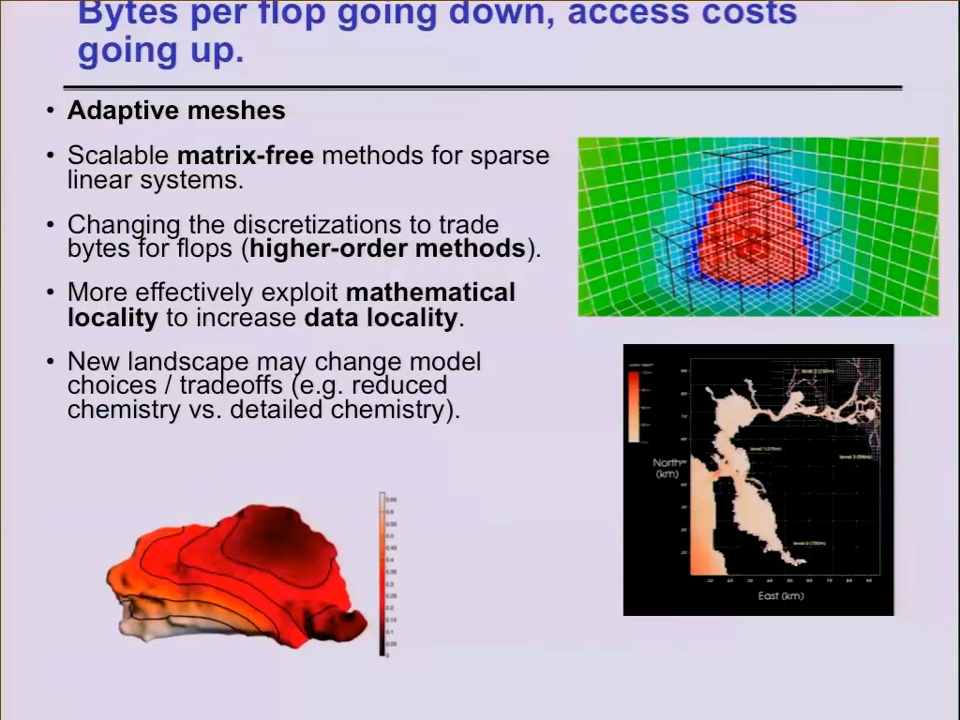 Bytes per flop going down, access costs
going up.
• Adaptive meshes
• Scalable matrix-free methods for sparse
linear systems.
• Changing the discretizations to trade
bytes for flops (higher-order methods).
• More effectively exploit mathematical
locality to increase data locality.
• New landscape may change model
choices / tradeoffs (e.g. reduced
chemistry vs. detailed chemistry).
North
(km)
East (km)